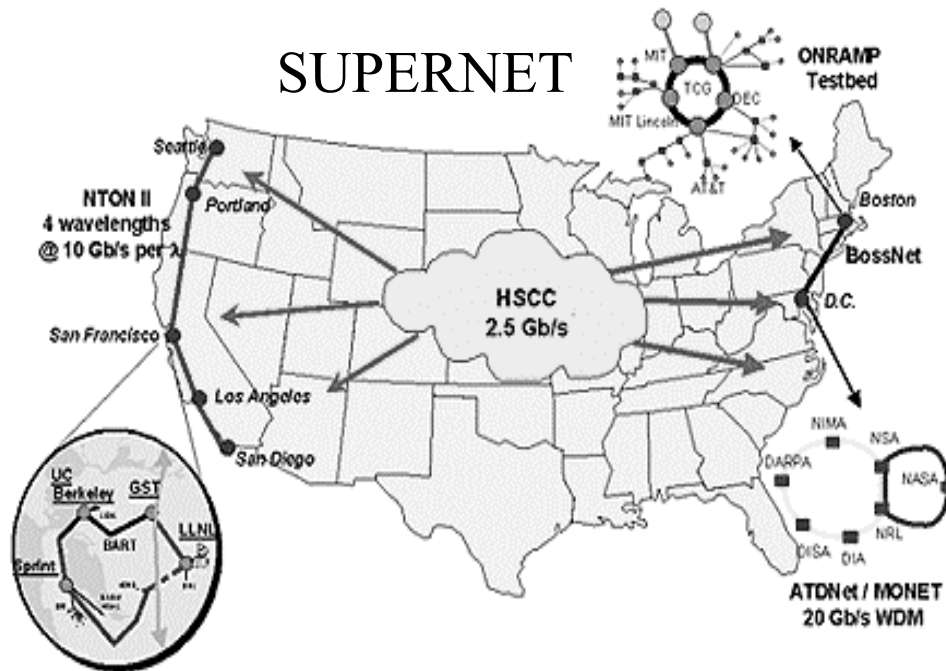 SUPERNET
ONRAMP
Testbed
MIT
TCG
DEC
MIT Lincoln
AT&T
Seattle
NTON II
4 wavelengths
@ 10 Gb/s per λ
Portland
Boston
BossNet
HSCC
2.5 Gb/s
D.C.
San Francisco
Los Angeles
San Diego
NIMA
NSA
DARPA
NASA
DISA
DIA
NRL
ATDNet / MONET
20 Gb/s WDM
UC
Berkeley
GST
LLNL
BART
Sprint